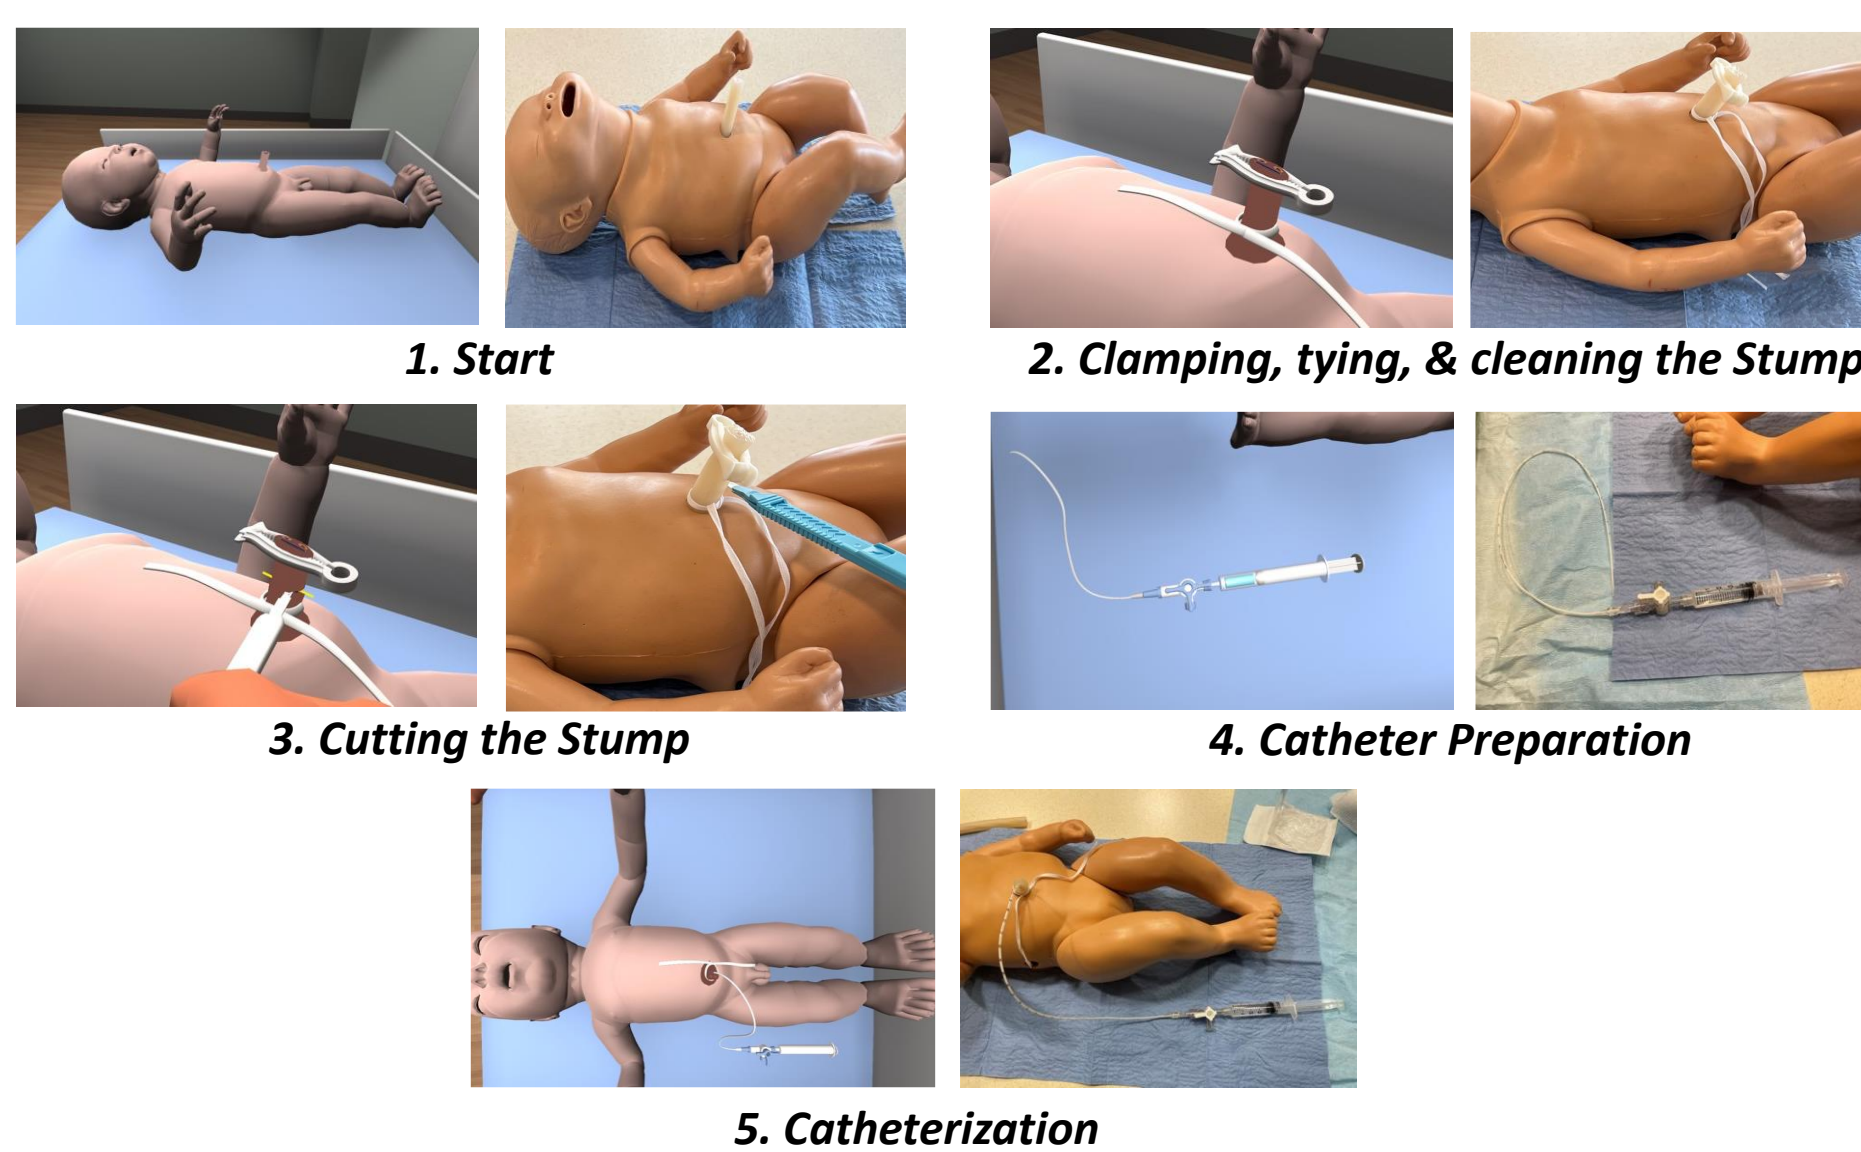 1. Start
2. Clamping, tying, & cleaning the Stump
3. Cutting the Stump
4. Catheter Preparation
5. Catheterization